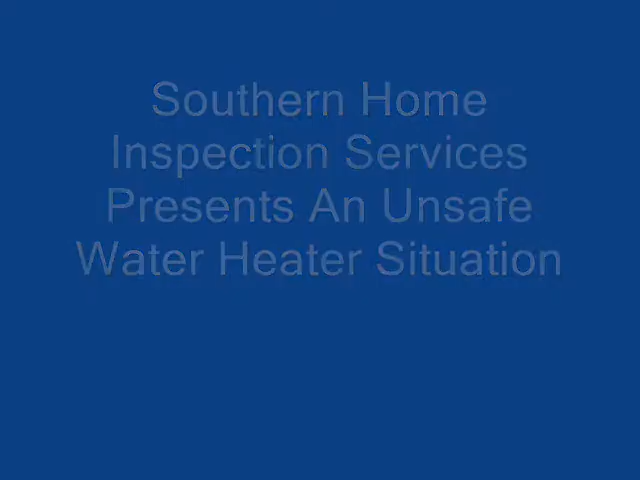 Southern Home
Inspection Services
Presents An Unsafe
Water Heater Situation